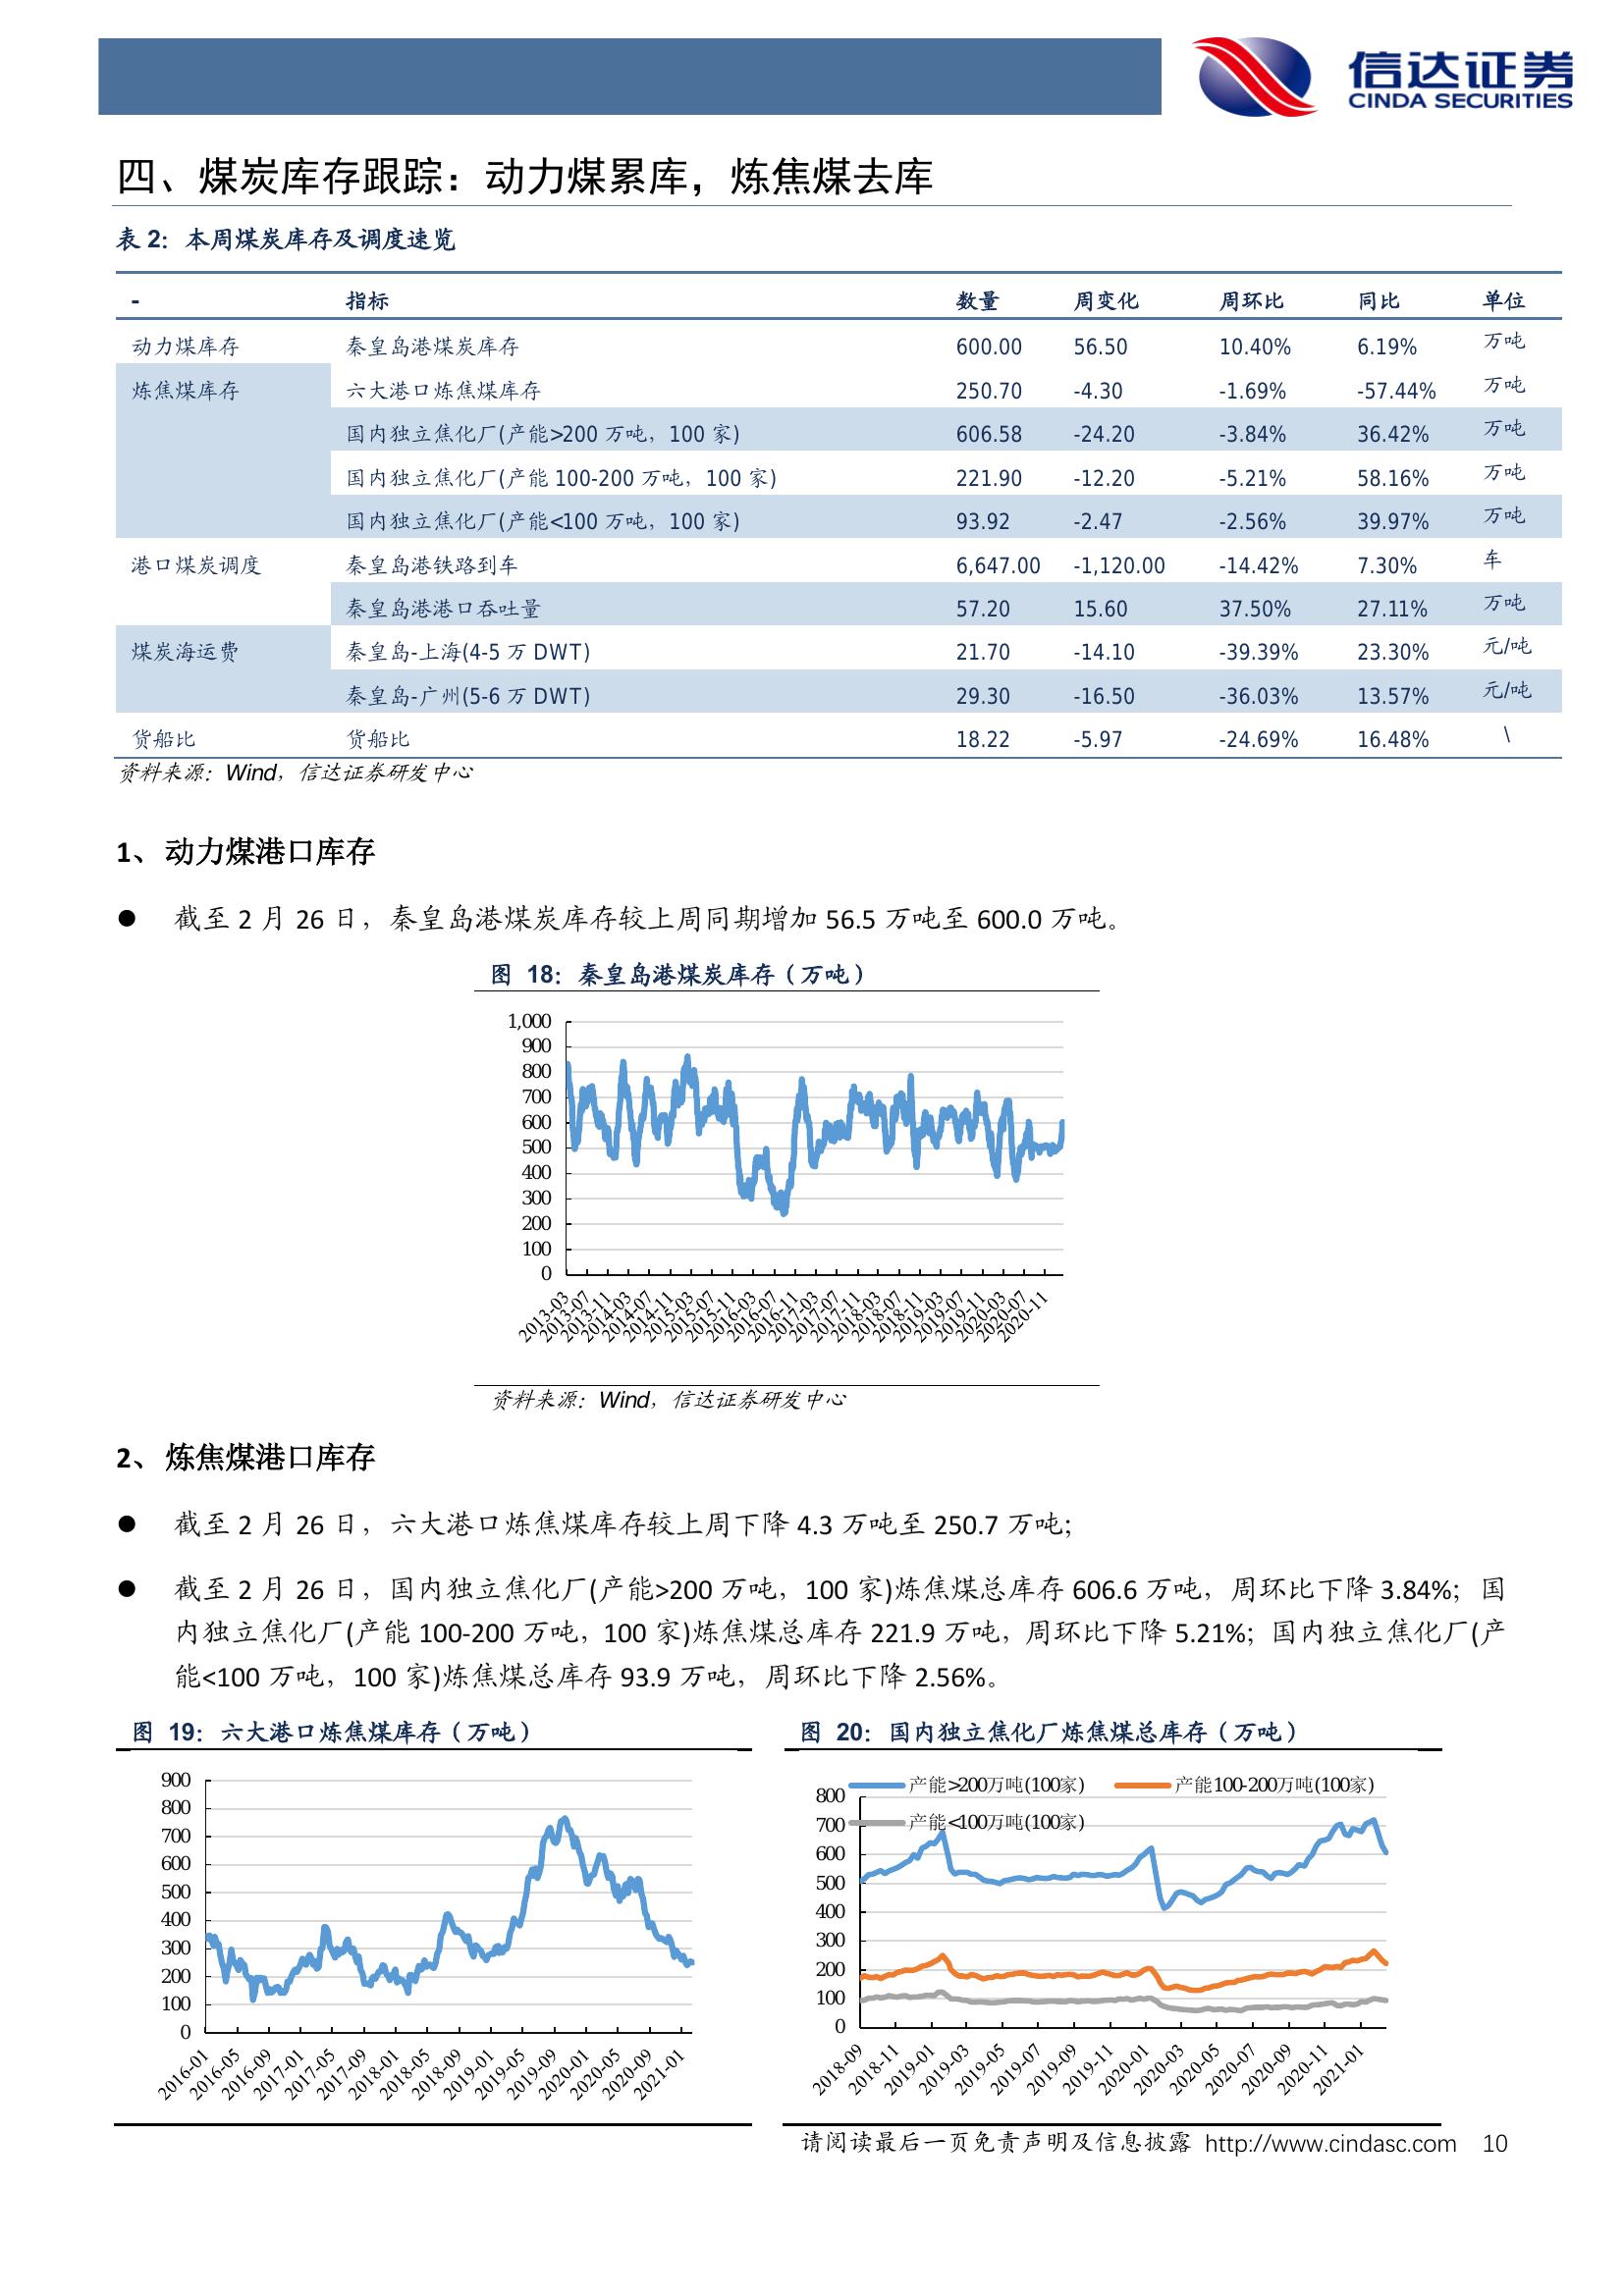 信达证券
CINDA SECURITIES
四、煤炭库存跟踪：动力煤累库，炼焦煤去库
表 2：本周煤炭库存及调度速览
- 指标 数量 周变化 周环比 同比 单位
动力煤库存 秦皇岛港煤炭库存 600.00 56.50 10.40% 6.19% 万吨
炼焦煤库存 六大港口炼焦煤库存 250.70 -4.30 -1.69% -57.44% 万吨
国内独立焦化厂(产能>200 万吨，100 家) 606.58 -24.20 -3.84% 36.42% 万吨
国内独立焦化厂(产能 100-200 万吨，100 家) 221.90 -12.20 -5.21% 58.16% 万吨
国内独立焦化厂(产能<100 万吨，100 家) 93.92 -2.47 -2.56% 39.97% 万吨
港口煤炭调度 秦皇岛港铁路到车 6,647.00 -1,120.00 -14.42% 7.30% 车
秦皇岛港港口吞吐量 57.20 15.60 37.50% 27.11% 万吨
煤炭海运费 秦皇岛-上海(4-5 万 DWT) 21.70 -14.10 -39.39% 23.30% 元/吨
秦皇岛-广州(5-6 万 DWT) 29.30 -16.50 -36.03% 13.57% 元/吨
货船比 货船比 18.22 -5.97 -24.69% 16.48% \
资料来源：Wind，信达证券研发中心
1、动力煤港口库存
● 截至 2 月 26 日，秦皇岛港煤炭库存较上周同期增加 56.5 万吨至 600.0 万吨。
图 18：秦皇岛港煤炭库存（万吨）
1,000
900
800
700
600
500
400
300
200
100
0
2013-03 2013-07 2013-11 2014-03 2014-07 2014-11 2015-03 2015-07 2015-11 2016-03 2016-07 2016-11 2017-03 2017-07 2017-11 2018-03 2018-07 2018-11 2019-03 2019-07 2019-11 2020-03 2020-07 2020-11
资料来源：Wind，信达证券研发中心
2、炼焦煤港口库存
● 截至 2 月 26 日，六大港口炼焦煤库存较上周下降 4.3 万吨至 250.7 万吨；
● 截至 2 月 26 日，国内独立焦化厂(产能>200 万吨，100 家)炼焦煤总库存 606.6 万吨，周环比下降 3.84%；国
内独立焦化厂(产能 100-200 万吨，100 家)炼焦煤总库存 221.9 万吨，周环比下降 5.21%；国内独立焦化厂(产
能<100 万吨，100 家)炼焦煤总库存 93.9 万吨，周环比下降 2.56%。
图 19：六大港口炼焦煤库存（万吨）
900
800
700
600
500
400
300
200
100
0
2016-01 2016-05 2016-09 2017-01 2017-05 2017-09 2018-01 2018-05 2018-09 2019-01 2019-05 2019-09 2020-01 2020-05 2020-09 2021-01
图 20：国内独立焦化厂炼焦煤总库存（万吨）
产能>200万吨(100家) 产能100-200万吨(100家)
产能<100万吨(100家)
800
700
600
500
400
300
200
100
0
2018-09 2018-11 2019-01 2019-03 2019-05 2019-07 2019-09 2019-11 2020-01 2020-03 2020-05 2020-07 2020-09 2020-11 2021-01
请阅读最后一页免责声明及信息披露 http://www.cindasc.com 10